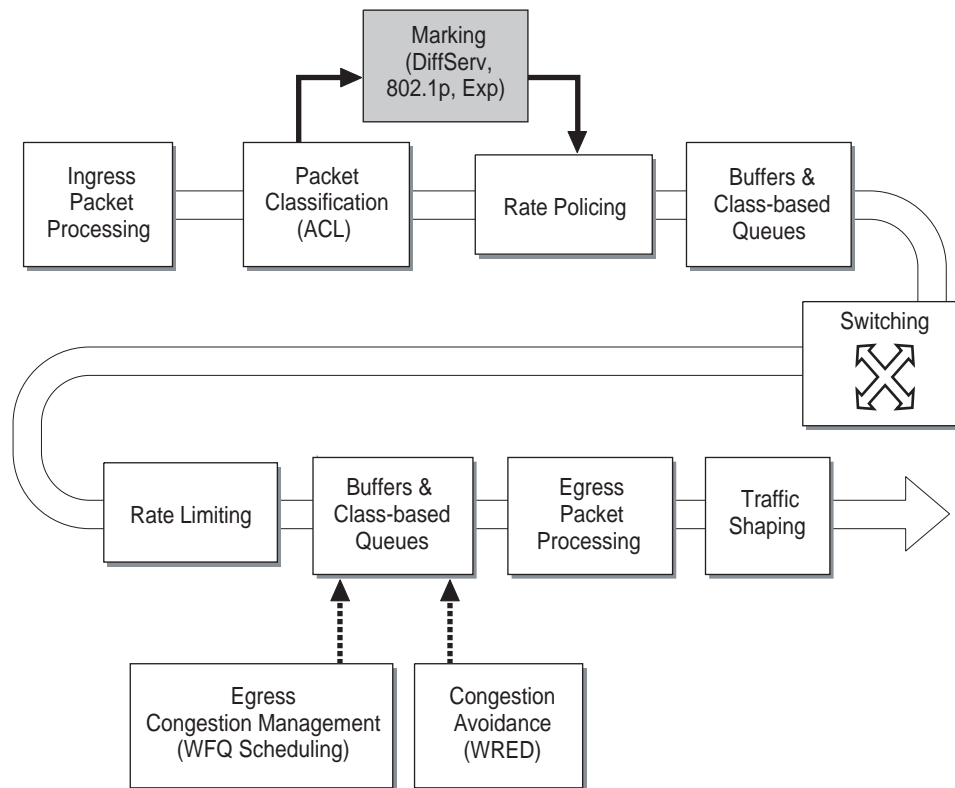 Marking
(DiffServ,
802.1p, Exp)
Ingress
Packet
Processing
Packet
Classification
(ACL)
Rate Policing
Buffers &
Class-based
Queues
Switching
Rate Limiting
Buffers &
Class-based
Queues
Egress
Packet
Processing
Traffic
Shaping
Egress
Congestion Management
(WFQ Scheduling)
Congestion
Avoidance
(WRED)